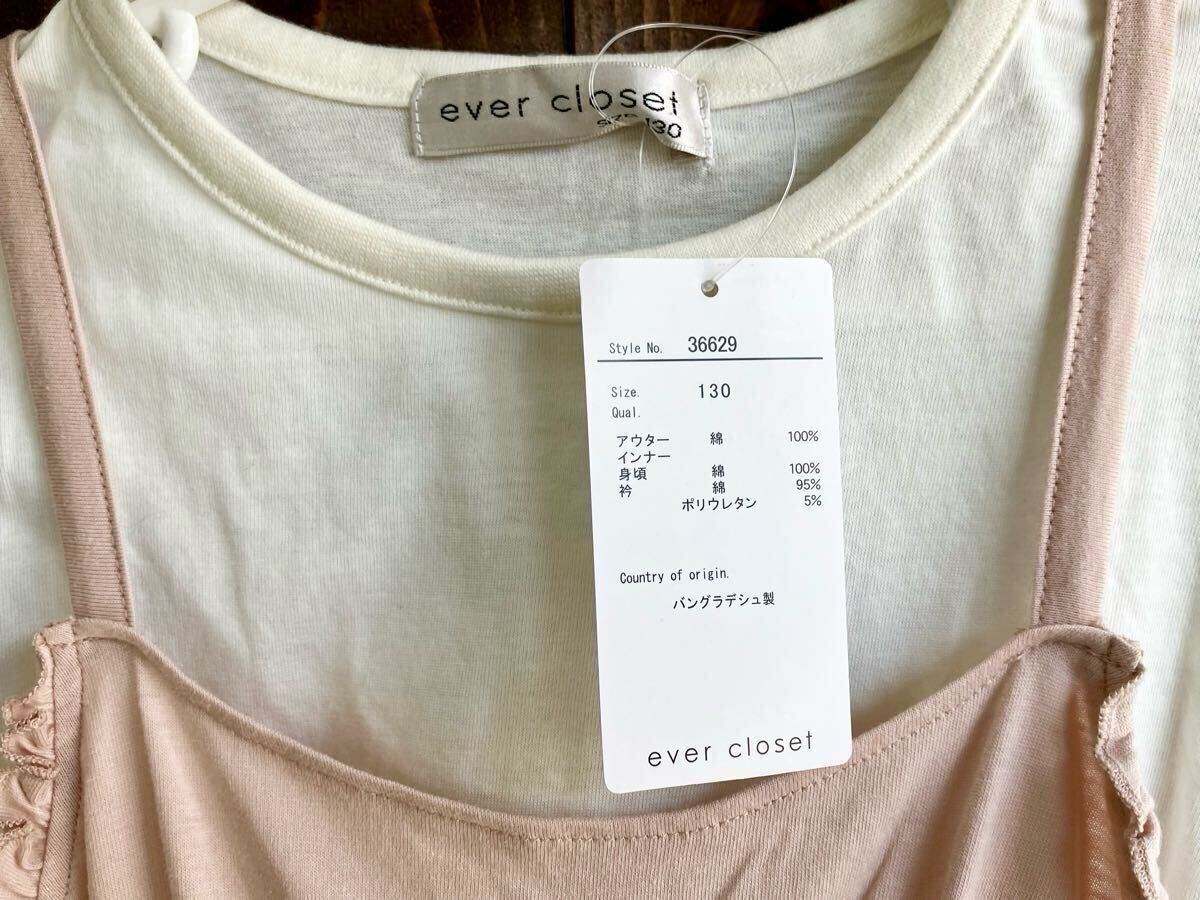 ever closet
130
Style No. 36629
Size. 130
Qual.
アウター 綿 100%
インナー
身頃 綿 100%
衿 綿 95%
ポリウレタン 5%
Country of origin.
バングラデシュ製
ever closet